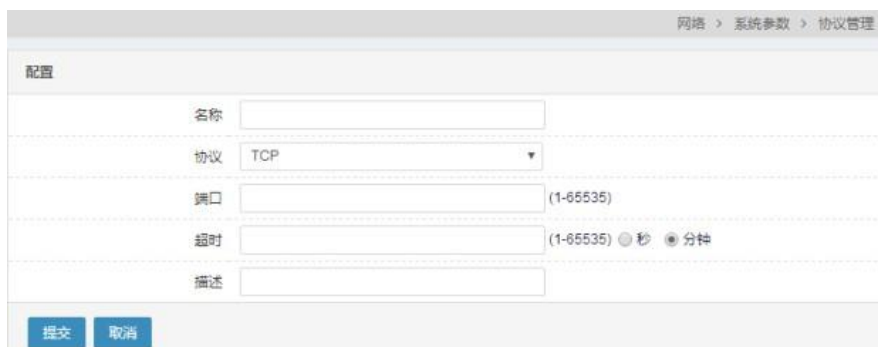 网络 > 系统参数 > 协议管理
配置
名称
协议 TCP
端口 (1-65535)
超时 (1-65535) 秒 分钟
描述
提交 取消